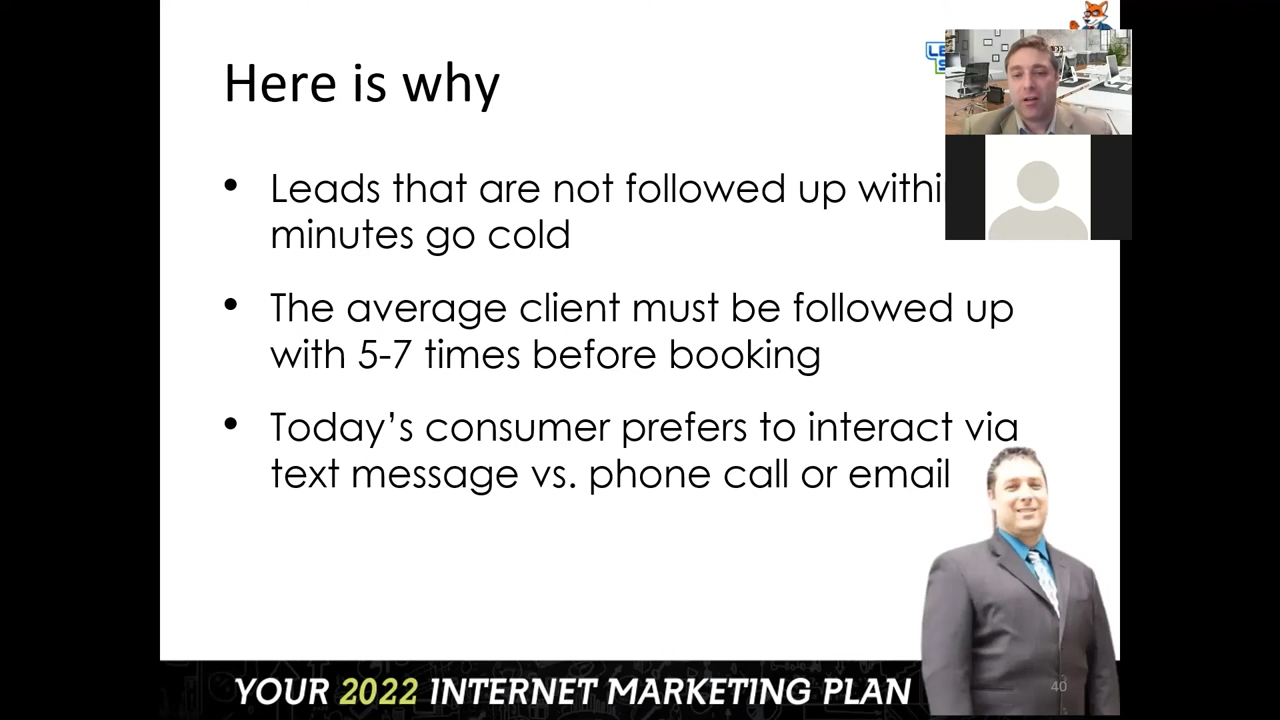 Here is why
• Leads that are not followed up
minutes go cold
• The average client must be followed up
with 5-7 times before booking
• Today's consumer prefers to interact via
text message vs. phone call or email
YOUR 2022 INTERNET MARKETING PLAN
40